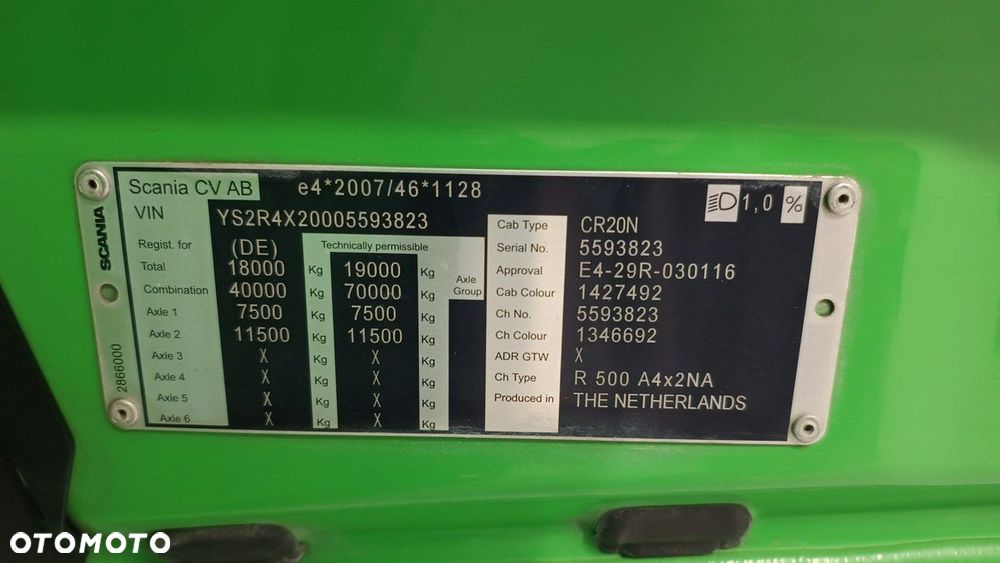 Scania CV AB e4*2007/46*1128 1,0 %
SCANIA
2866000
VIN YS2R4X20005593823
Regist. for (DE) Technically permissible
Total 18000 Kg 19000 Kg
Axle Group
Combination 40000 Kg 70000 Kg
Axle 1 7500 Kg 7500 Kg
Axle 2 11500 Kg 11500 Kg
Axle 3 X Kg X Kg
Axle 4 X Kg X Kg
Axle 5 X Kg X Kg
Axle 6 X Kg X Kg
Cab Type CR20N
Serial No. 5593823
Approval E4-29R-030116
Cab Colour 1427492
Ch No. 5593823
Ch Colour 1346692
ADR GTW X
Ch Type R 500 A4x2NA
Produced in THE NETHERLANDS
OTOMOTO